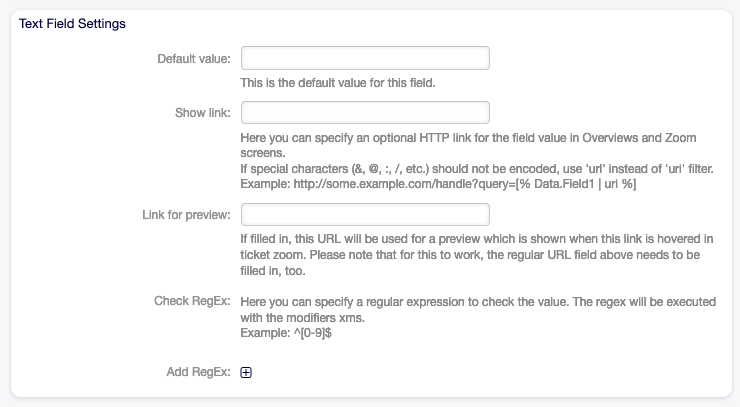 Text Field Settings
Default value:
This is the default value for this field.
Show link:
Here you can specify an optional HTTP link for the field value in Overviews and Zoom
screens.
If special characters (&, @, :, /, etc.) should not be encoded, use 'url' instead of 'uri' filter.
Example: http://some.example.com/handle?query=[% Data.Field1 | uri %]
Link for preview:
If filled in, this URL will be used for a preview which is shown when this link is hovered in
ticket zoom. Please note that for this to work, the regular URL field above needs to be
filled in, too.
Check RegEx: Here you can specify a regular expression to check the value. The regex will be executed
with the modifiers xms.
Example: ^[0-9]$
Add RegEx: